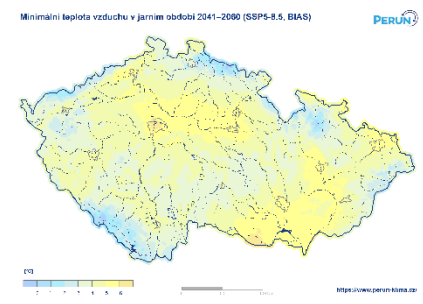 Minimální teplota vzduchu v jarním období 2041–2060 (SSP5-8.5, BIAS)
PERUN
[°C]
https://www.perun-klima.cz/